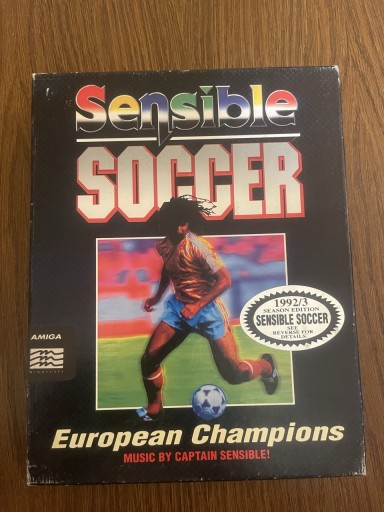 Sensible
SOCCER
1992/3
SEASON EDITION
SENSIBLE SOCCER
SEE
REVERSE FOR
DETAILS
AMIGA
MINDSCAPE
European Champions
MUSIC BY CAPTAIN SENSIBLE!